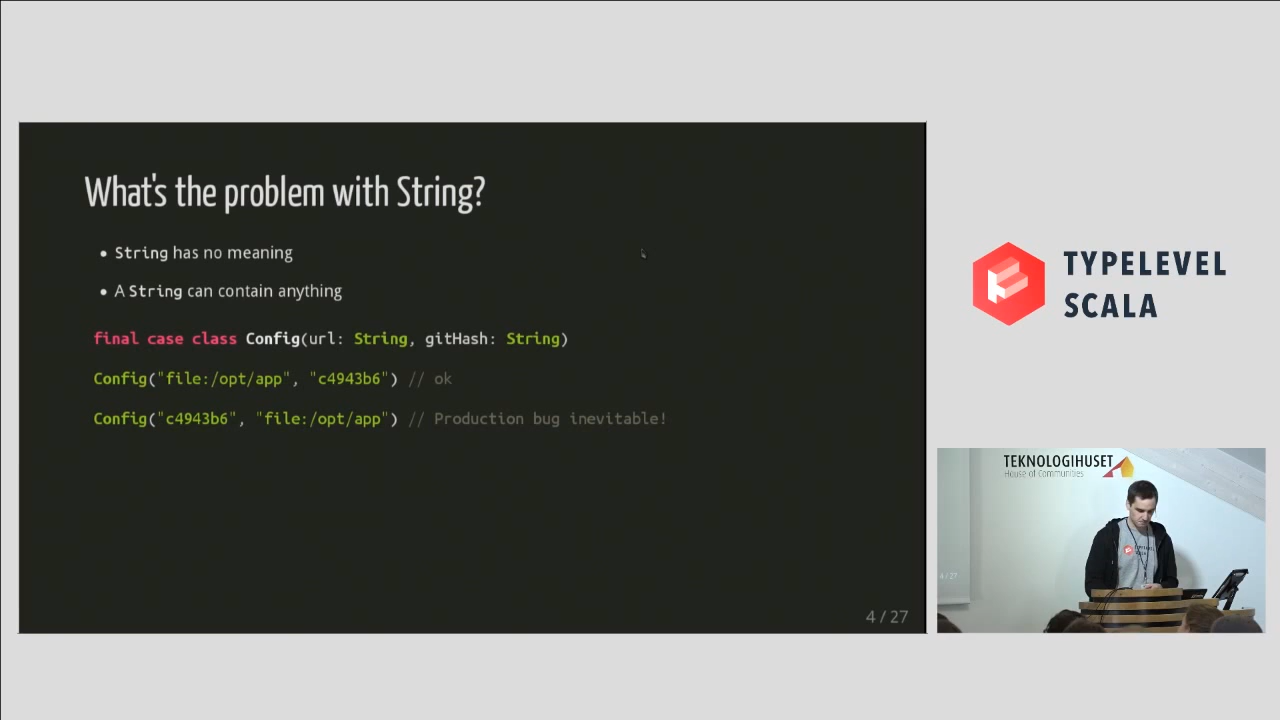 What's the problem with String?
• String has no meaning
• A String can contain anything
final case class Config(url: String, gitHash: String)
Config("file:/opt/app", "c4943b6") // ok
Config("c4943b6", "file:/opt/app") // Production bug inevitable!
4 / 27
TYPELEVEL
SCALA
TEKNOLOGIHUSET
House of Communities
4 / 27